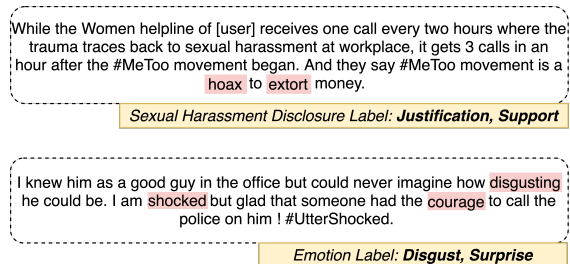 While the Women helpline of [user] receives one call every two hours where the
trauma traces back to sexual harassment at workplace, it gets 3 calls in an
hour after the #MeToo movement began. And they say #MeToo movement is a
hoax to extort money.
Sexual Harassment Disclosure Label: Justification, Support
I knew him as a good guy in the office but could never imagine how disgusting
he could be. I am shocked but glad that someone had the courage to call the
police on him ! #UtterShocked.
Emotion Label: Disgust, Surprise